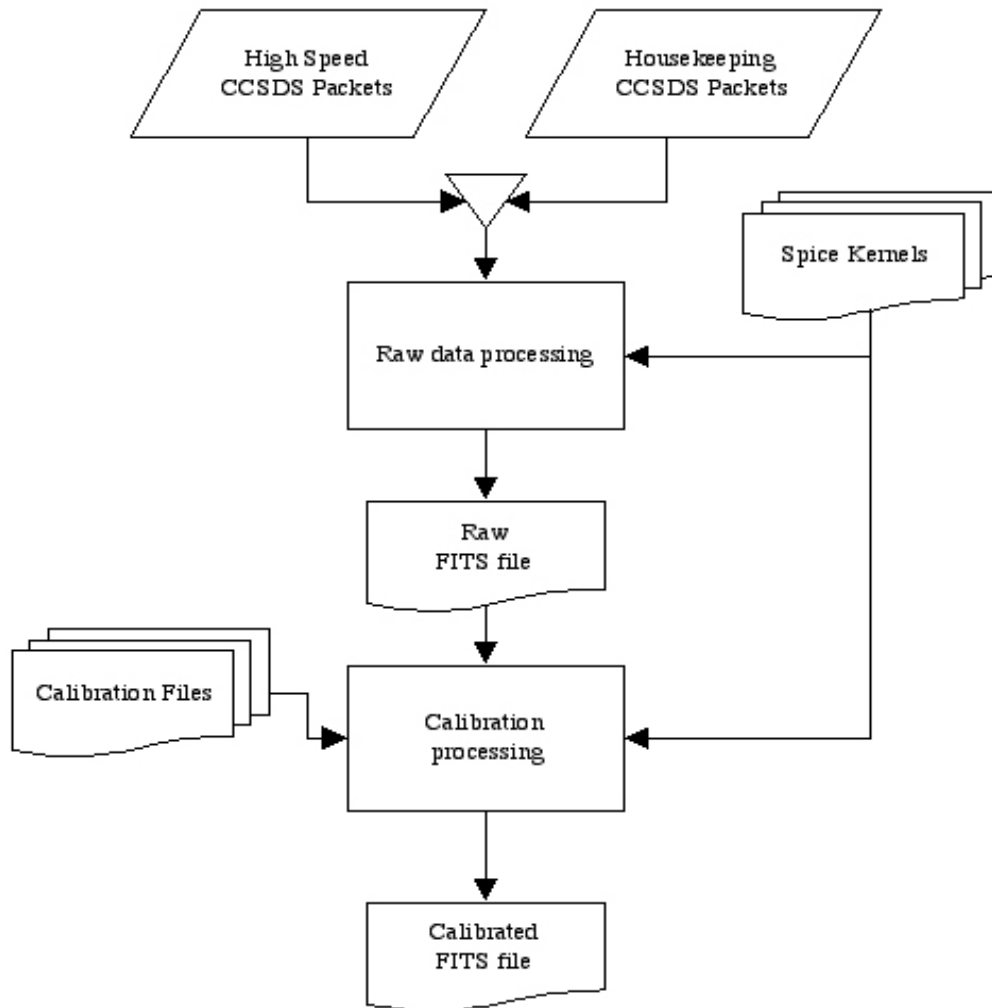 High Speed
CCSDS Packets
Housekeeping
CCSDS Packets
Spice Kernels
Raw data processing
Raw
FITS file
Calibration Files
Calibration
processing
Calibrated
FITS file